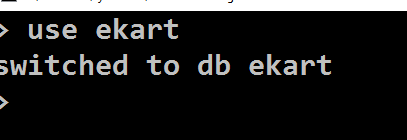 > use ekart
switched to db ekart
>